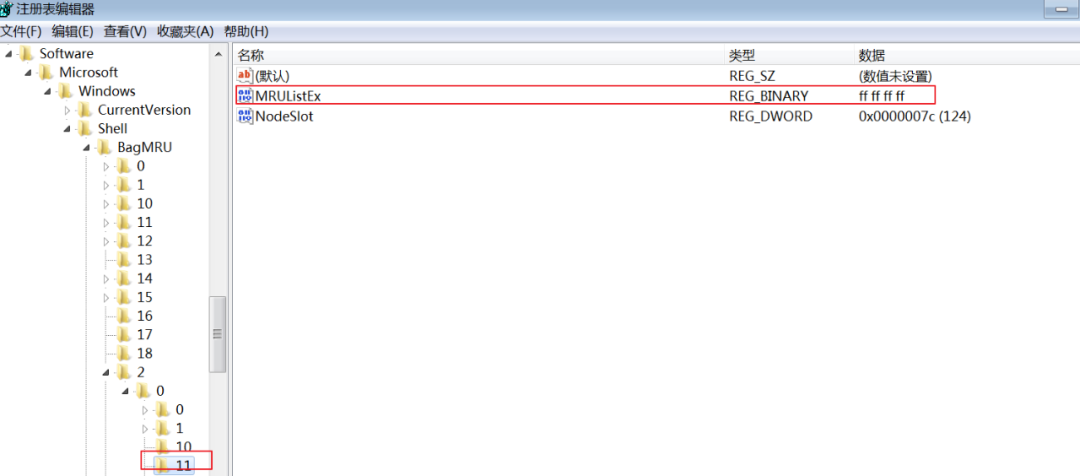 注册表编辑器
文件(F) 编辑(E) 查看(V) 收藏夹(A) 帮助(H)
Software
Microsoft
Windows
CurrentVersion
Shell
BagMRU
0
1
10
11
12
13
14
15
16
17
18
2
0
0
1
10
11
名称 类型 数据
(默认) REG_SZ (数值未设置)
MRUListEx REG_BINARY ff ff ff ff
NodeSlot REG_DWORD 0x0000007c (124)